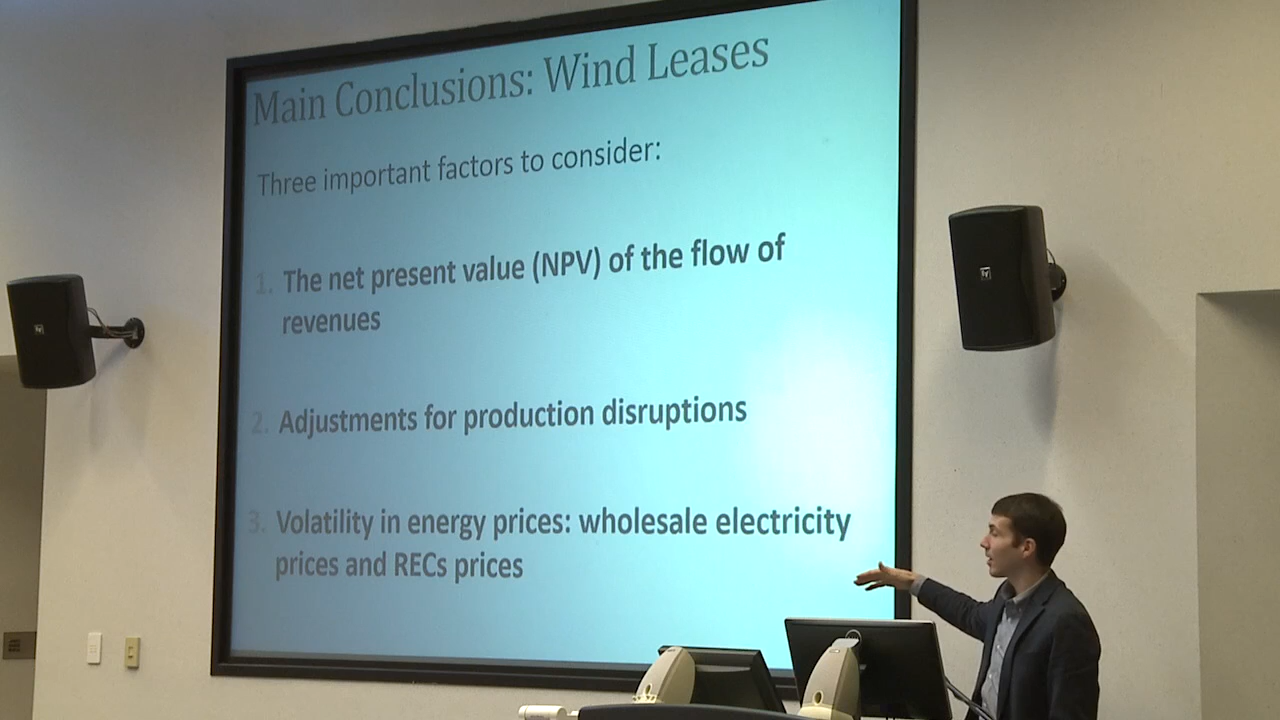 Main Conclusions: Wind Leases
Three important factors to consider:
1. The net present value (NPV) of the flow of
revenues
2. Adjustments for production disruptions
3. Volatility in energy prices: wholesale electricity
prices and RECs prices